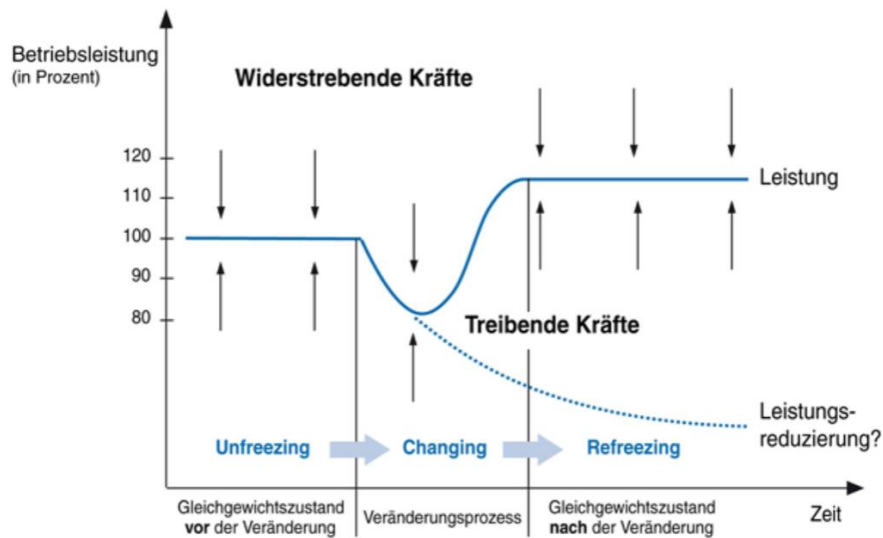 Betriebsleistung
(in Prozent)
Widerstrebende Kräfte
120
110
100
90
80
Leistung
Treibende Kräfte
Leistungs-
reduzierung?
Unfreezing
Changing
Refreezing
Gleichgewichtszustand
vor der Veränderung
Veränderungsprozess
Gleichgewichtszustand
nach der Veränderung
Zeit